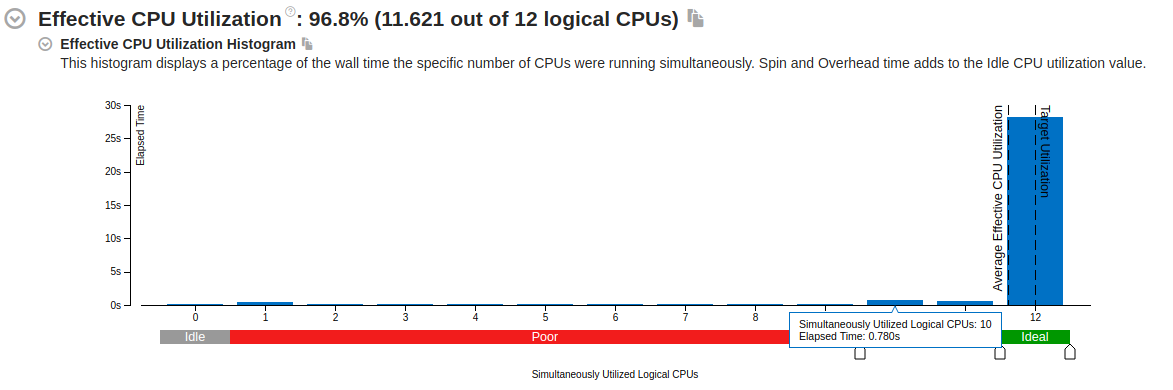 Effective CPU Utilization ?: 96.8% (11.621 out of 12 logical CPUs)
Effective CPU Utilization Histogram
This histogram displays a percentage of the wall time the specific number of CPUs were running simultaneously. Spin and Overhead time adds to the Idle CPU utilization value.
30s
25s
20s
15s
10s
5s
0s
Elapsed Time
Average Effective CPU Utilization
Target Utilization
0 1 2 3 4 5 6 7 8 12
Simultaneously Utilized Logical CPUs: 10
Elapsed Time: 0.780s
Idle Poor Ideal
Simultaneously Utilized Logical CPUs